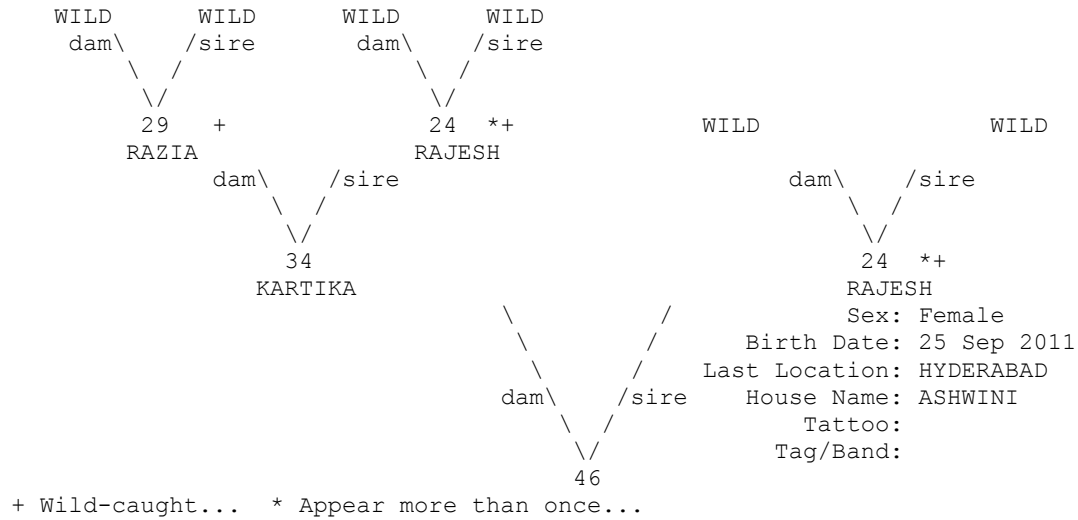 WILD WILD WILD WILD
dam\ /sire dam\ /sire
\ / \ /
\/ \/
29 + 24 *+ WILD WILD
RAZIA RAJESH
dam\ /sire dam\ /sire
\ / \ /
\/ \/
34 24 *+
KARTIKA RAJESH
\ / Sex: Female
\ / Birth Date: 25 Sep 2011
\ / Last Location: HYDERABAD
dam\ /sire House Name: ASHWINI
\ / Tattoo:
\/ Tag/Band:
46
+ Wild-caught... * Appear more than once...